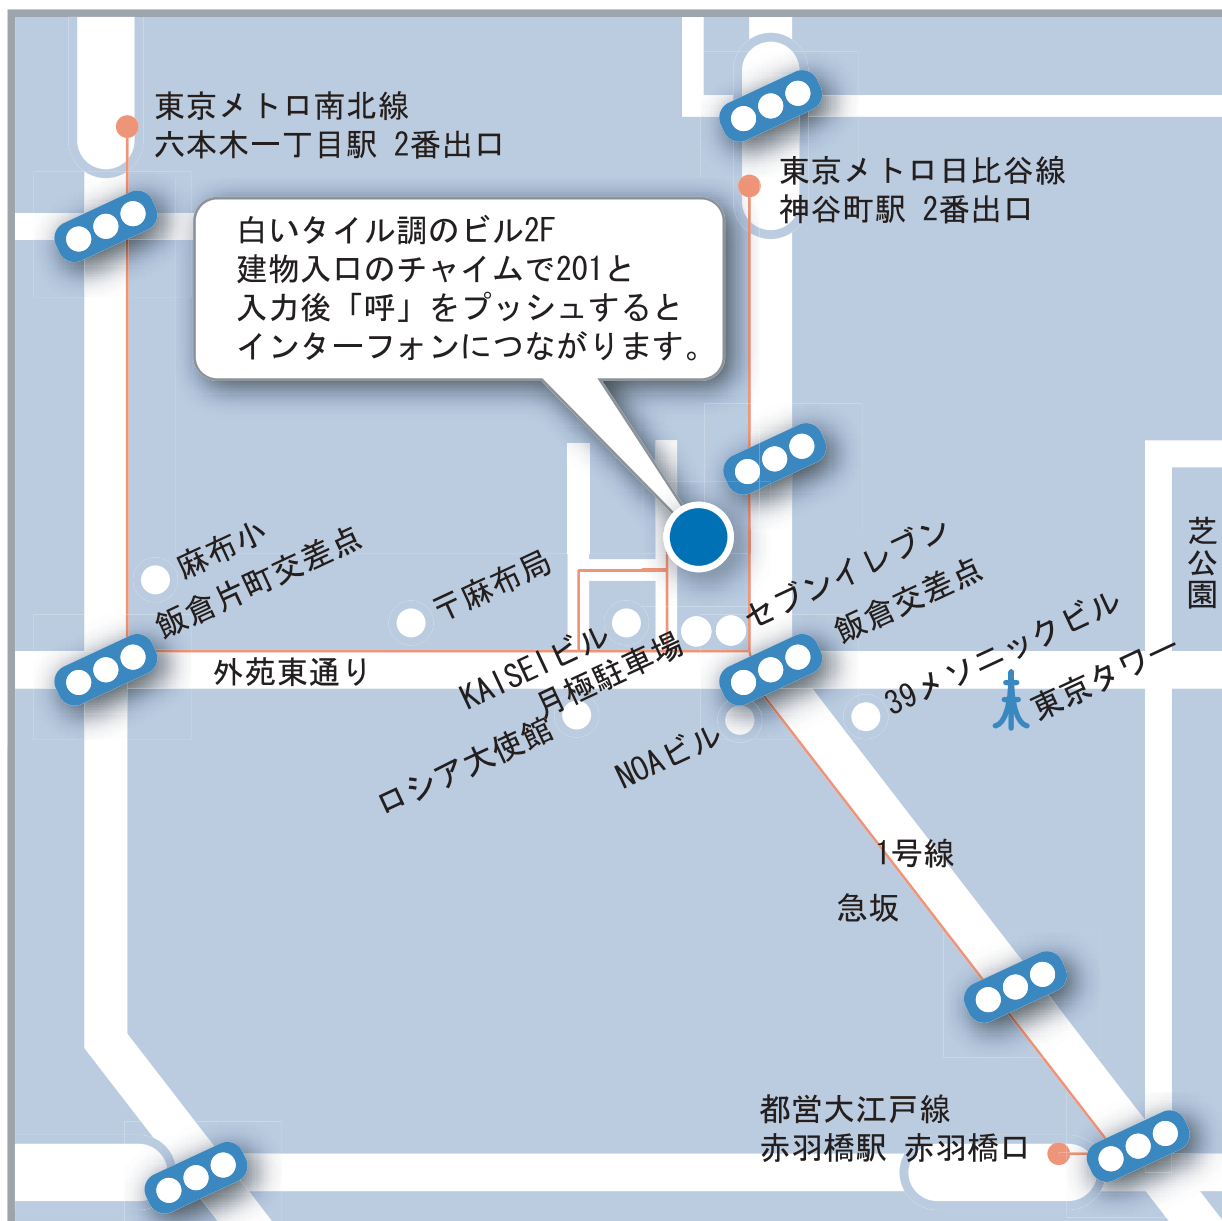 東京メトロ南北線
六本木一丁目駅 2番出口
東京メトロ日比谷線
神谷町駅 2番出口
白いタイル調のビル2F
建物入口のチャイムで201と
入力後「呼」をプッシュすると
インターフォンにつながります。
麻布小
飯倉片町交差点
〒麻布局
セブンイレブン
飯倉交差点
芝公園
外苑東通り
KAISEIビル
月極駐車場
ロシア大使館
NOAビル
39メソニックビル
東京タワー
1号線
急坂
都営大江戸線
赤羽橋駅 赤羽橋口